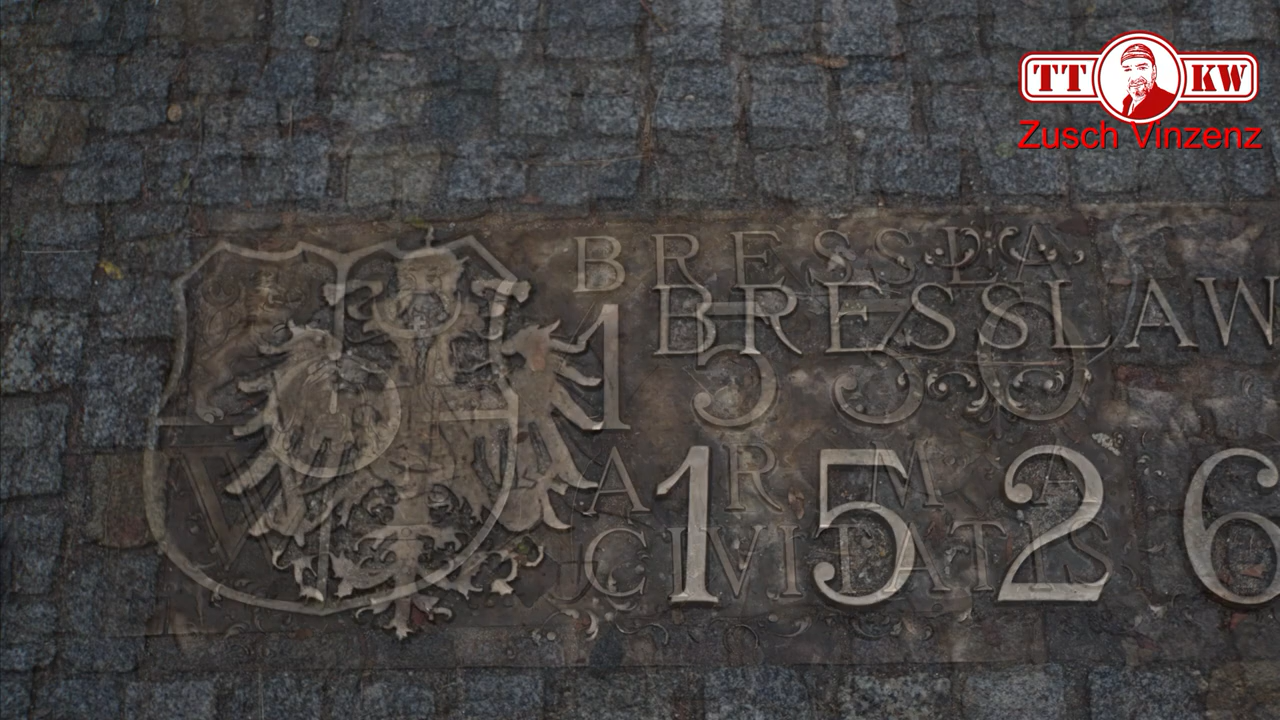 TT KW
Zusch Vinzenz
BRESSLA
BRESSLAW
1530
1526
ARMA
CIVITATIS